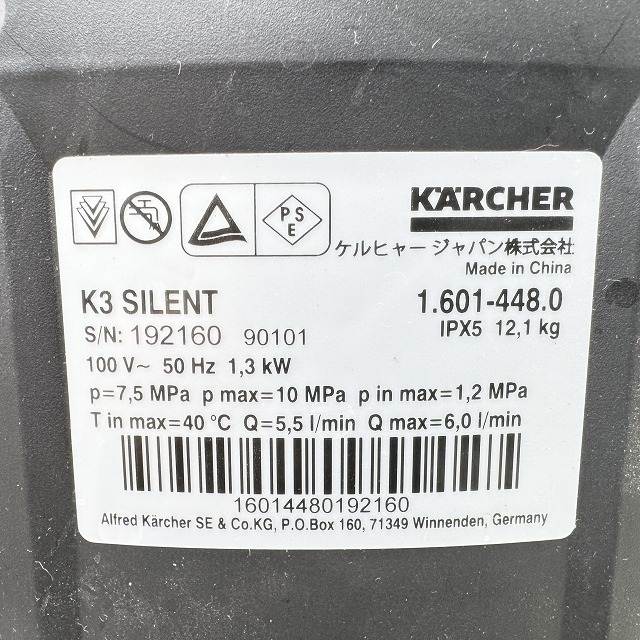 PS
E
KÄRCHER
ケルヒャージャパン株式会社
Made in China
K3 SILENT
1.601-448.0
S/N: 192160 90101
IPX5 12,1 kg
100 V~ 50 Hz 1,3 kW
p=7,5 MPa p max=10 MPa p in max=1,2 MPa
T in max=40 °C Q=5,5 l/min Q max=6,0 l/min
16014480192160
Alfred Kärcher SE & Co.KG, P.O.Box 160, 71349 Winnenden, Germany